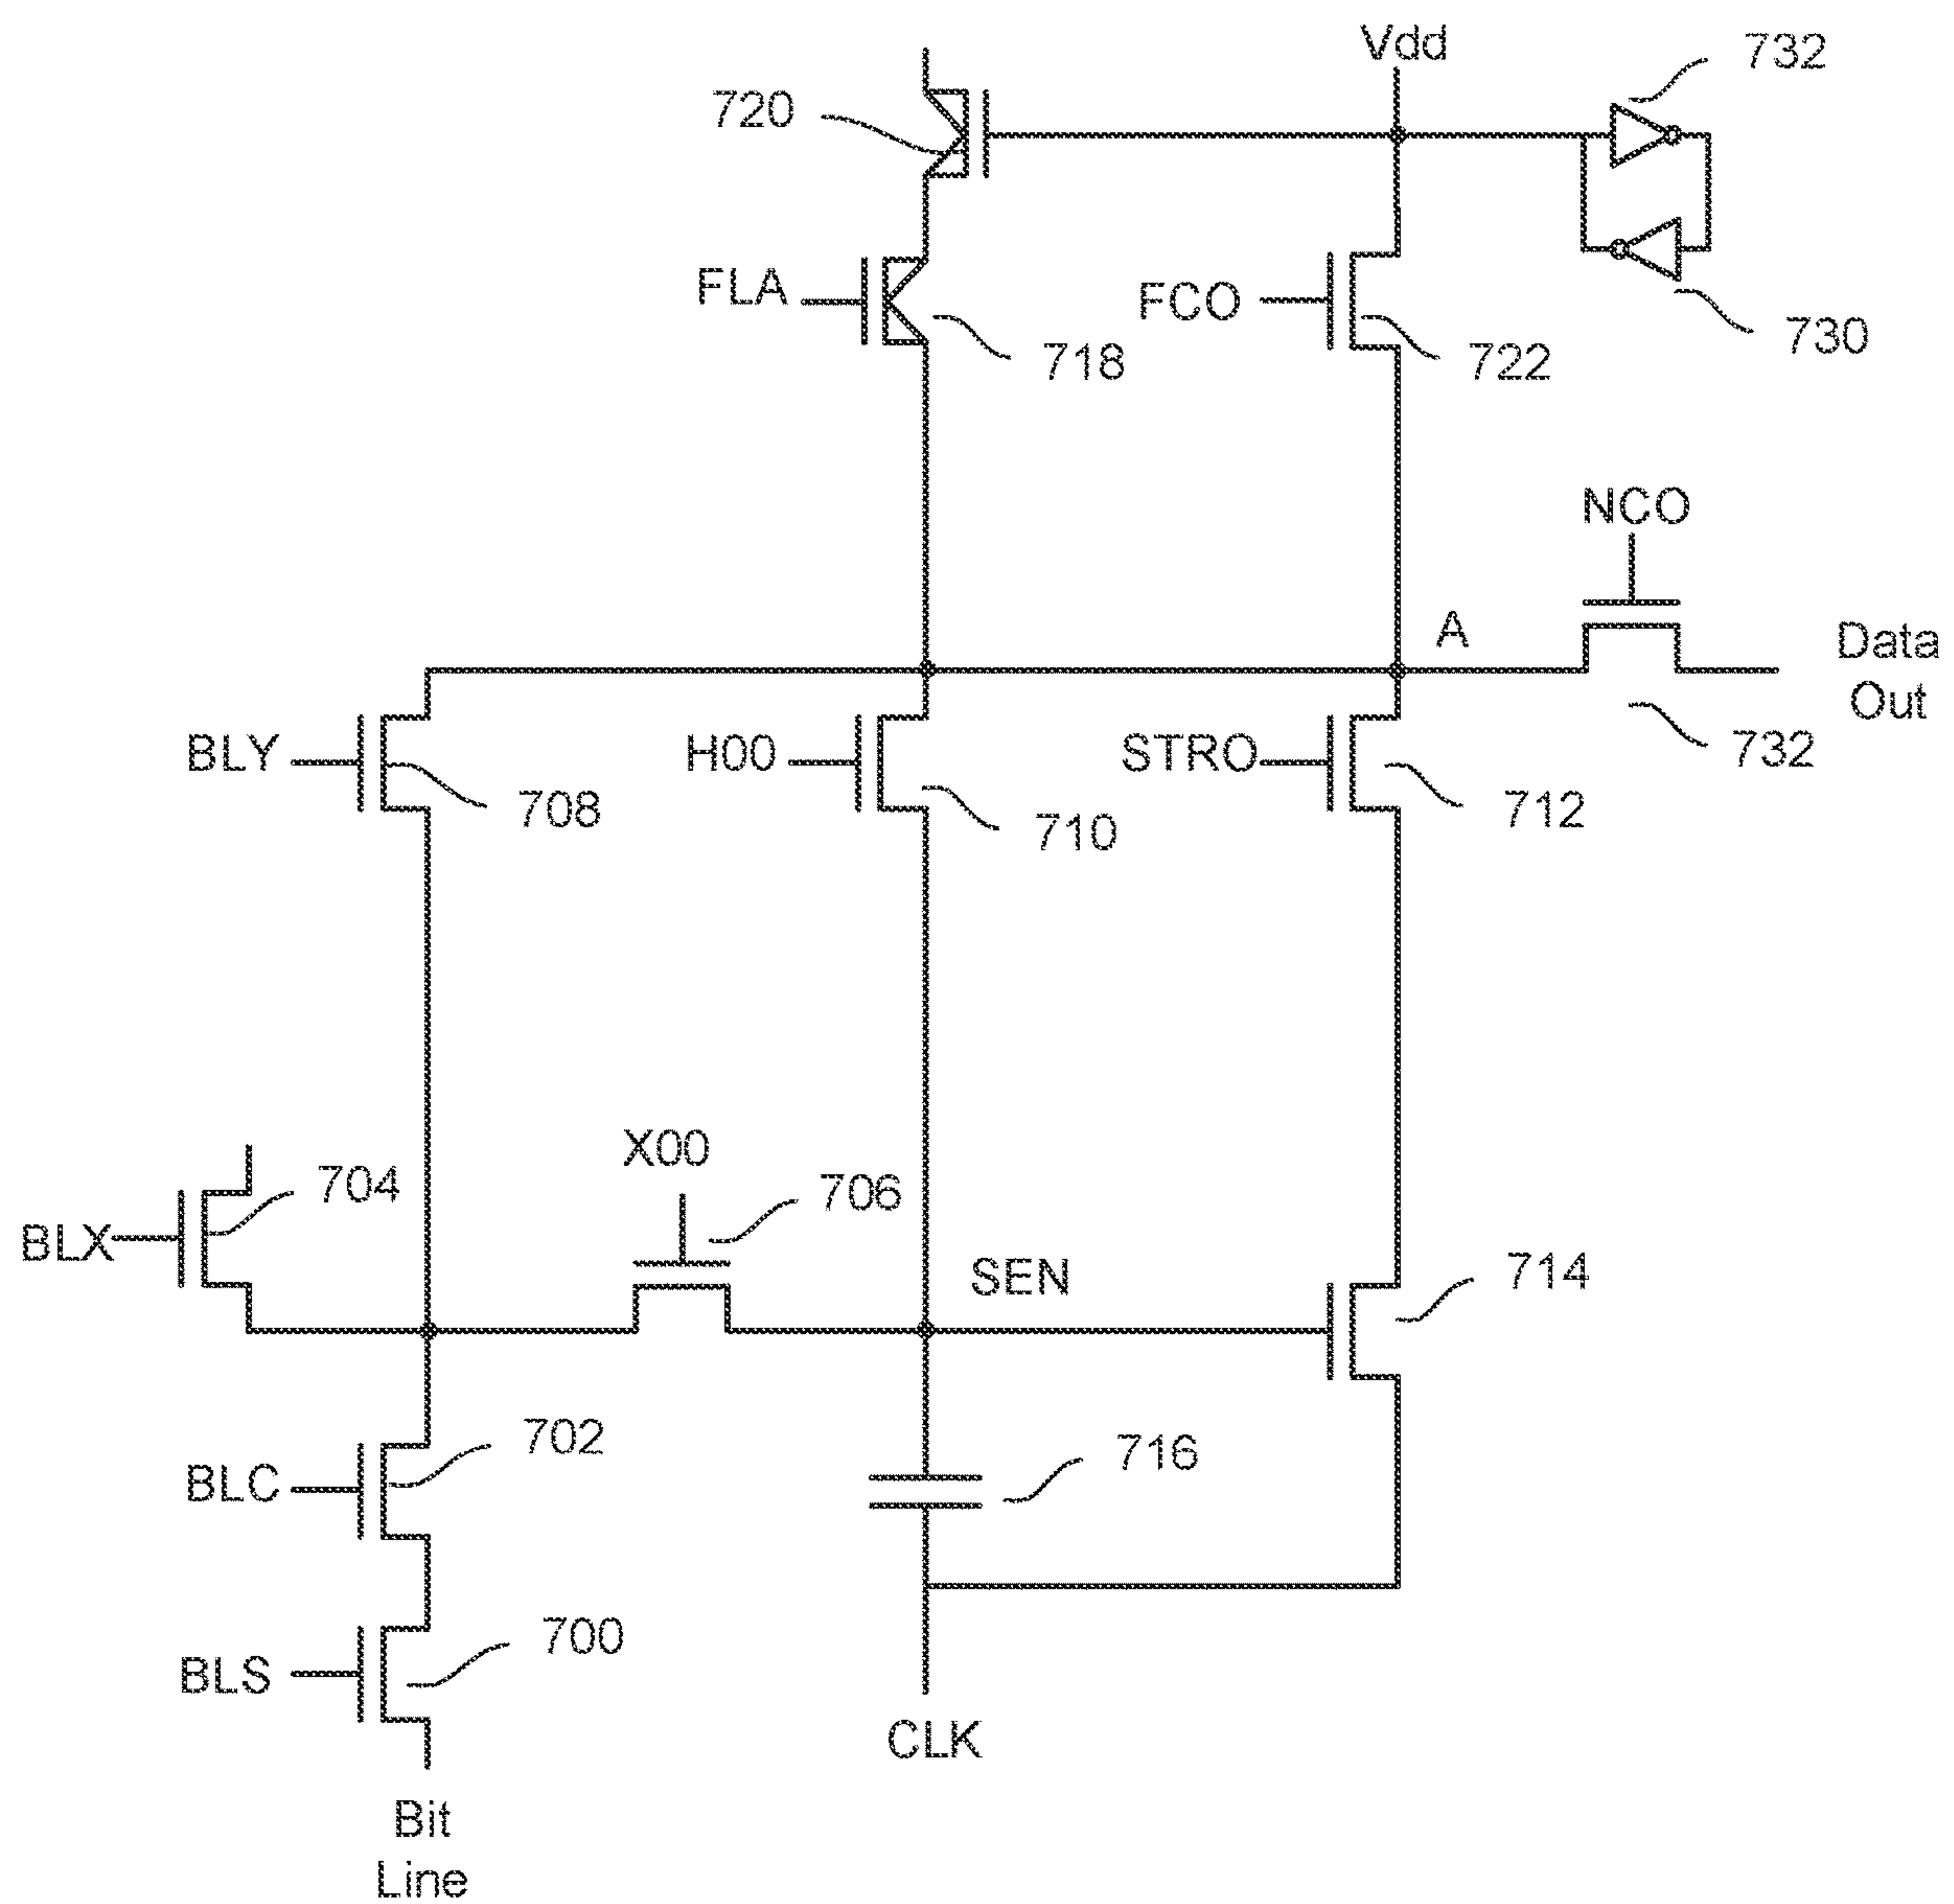 Vdd
732
720
FLA
FCO
718
722
730
NCO
A
Data
Out
BLY
H00
STRO
732
708
710
712
X00
704
706
BLX
SEN
714
702
BLC
716
700
BLS
CLK
Bit
Line